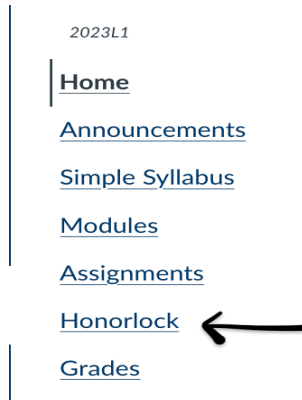 2023L1
Home
Announcements
Simple Syllabus
Modules
Assignments
Honorlock
Grades